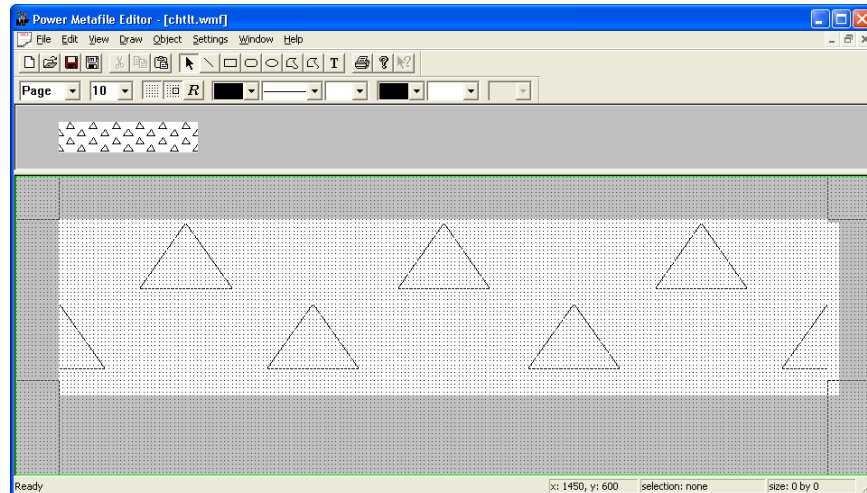 Power Metafile Editor - [chtlt.wmf]
File Edit View Draw Object Settings Window Help
T ? ?
Page 10 R
Ready x: 1450, y: 600 selection: none size: 0 by 0